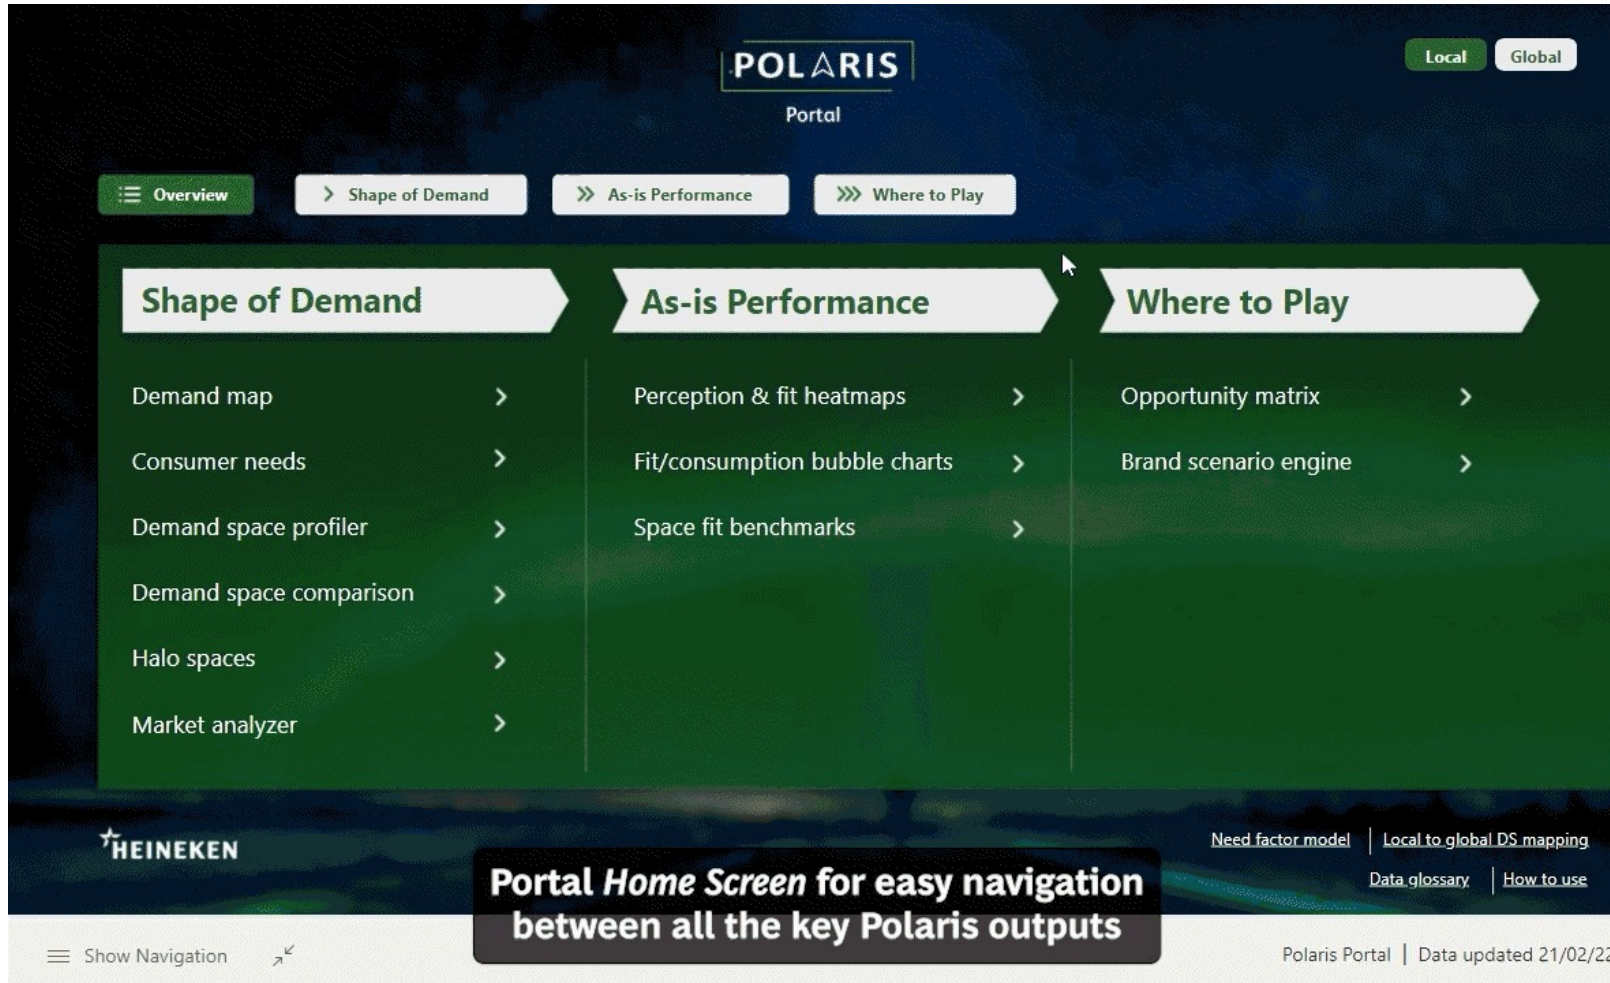 POLARIS
Portal
Local
Global
Overview
Shape of Demand
As-is Performance
Where to Play
Shape of Demand
As-is Performance
Where to Play
Demand map
Consumer needs
Demand space profiler
Demand space comparison
Halo spaces
Market analyzer
Perception & fit heatmaps
Fit/consumption bubble charts
Space fit benchmarks
Opportunity matrix
Brand scenario engine
HEINEKEN
Need factor model
Local to global DS mapping
Data glossary
How to use
Portal Home Screen for easy navigation
between all the key Polaris outputs
Show Navigation
Polaris Portal | Data updated 21/02/22